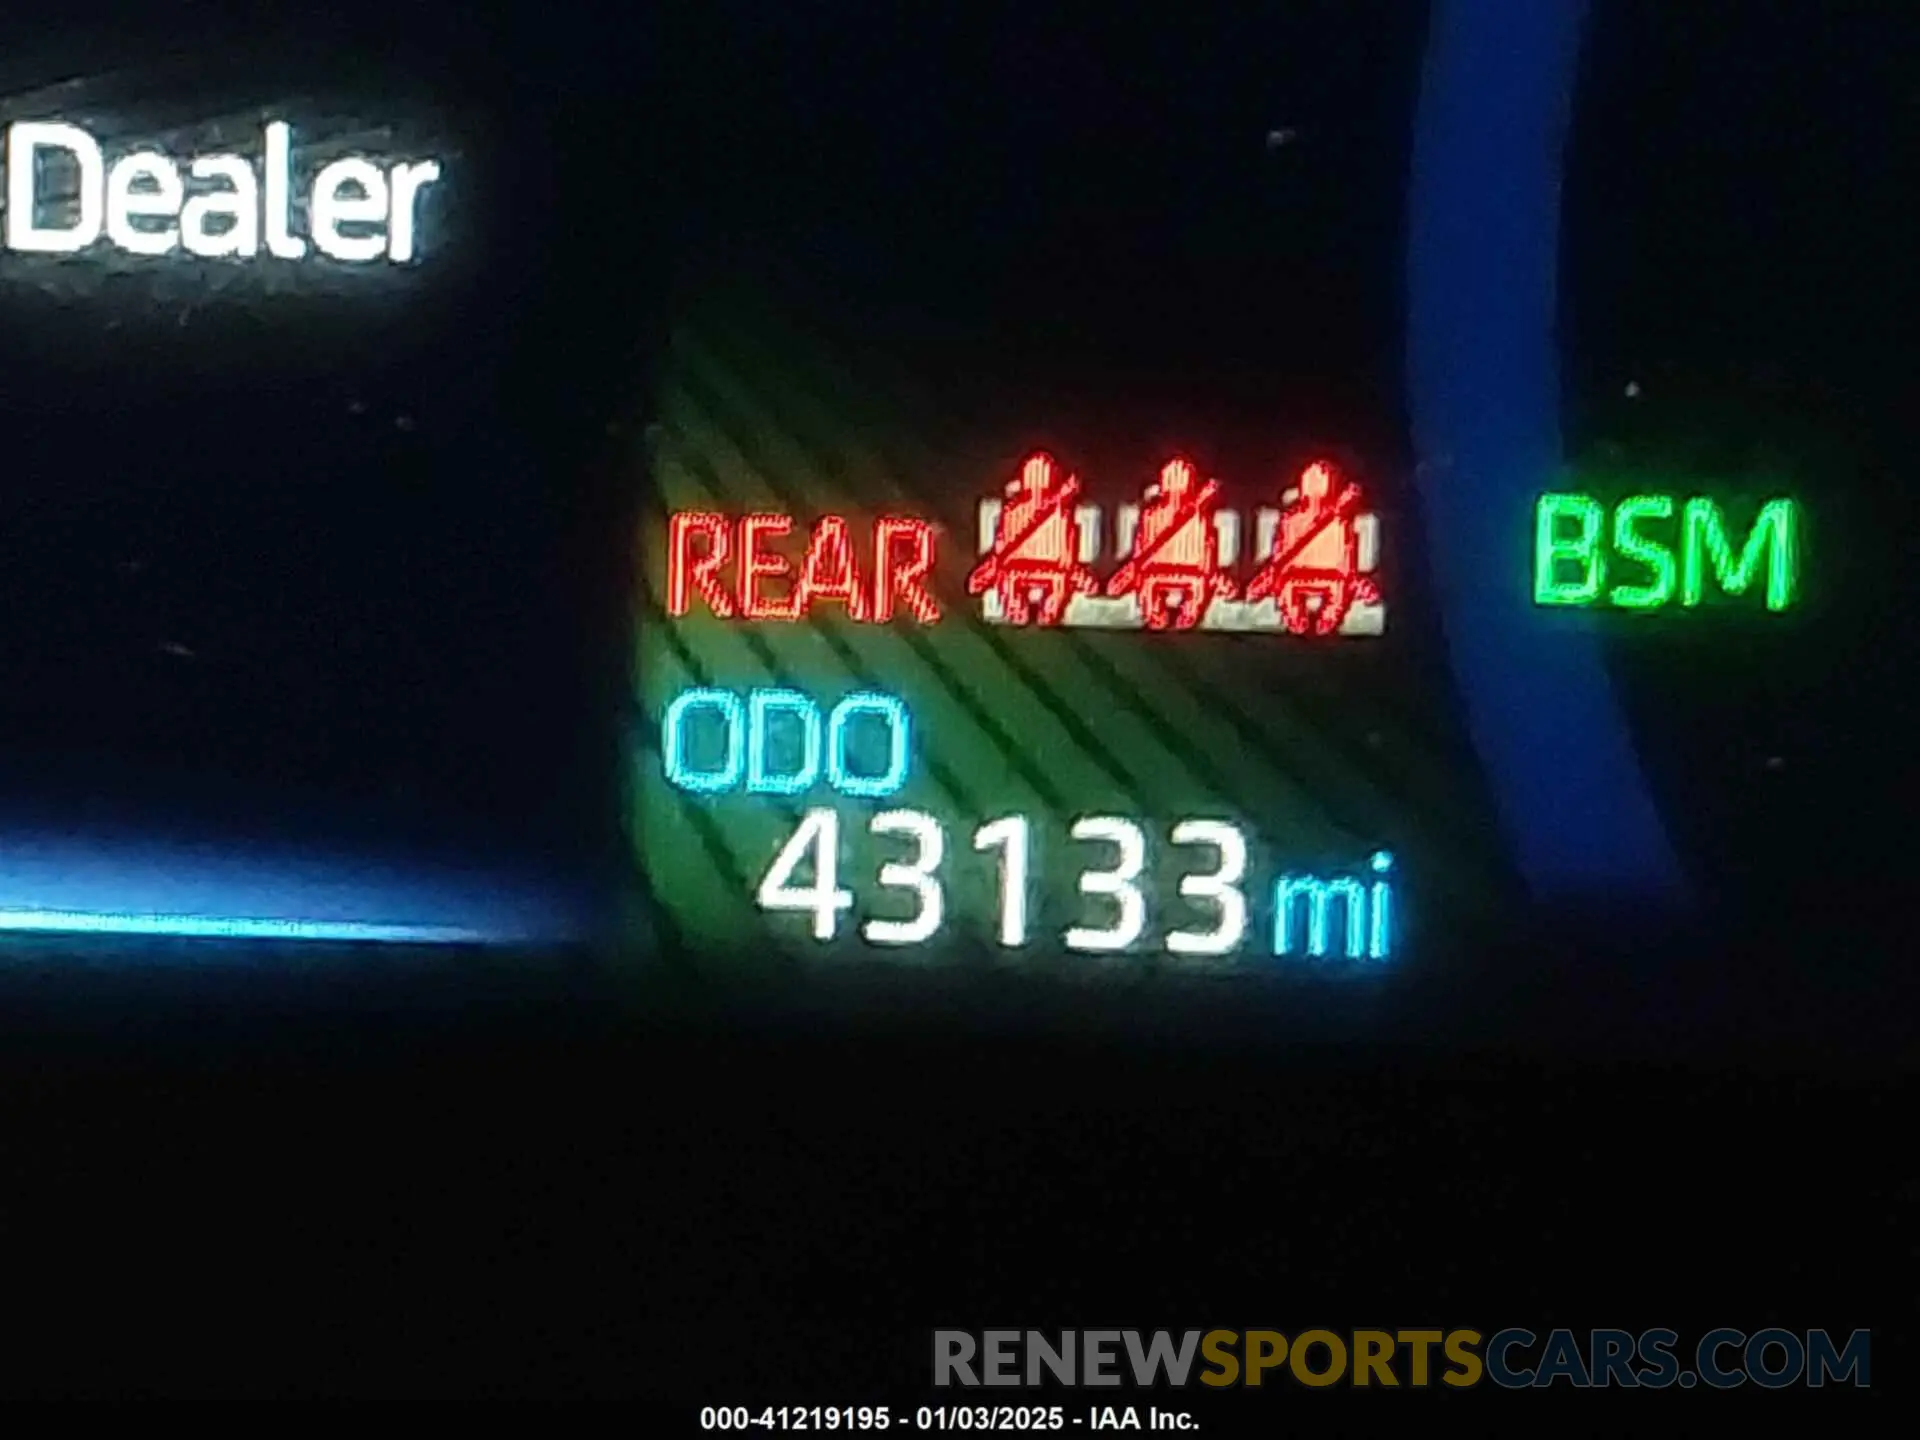 Dealer
REAR
BSM
ODO
43133 mi
RENEWSPORTSCARS.COM
000-41219195 - 01/03/2025 - IAA Inc.